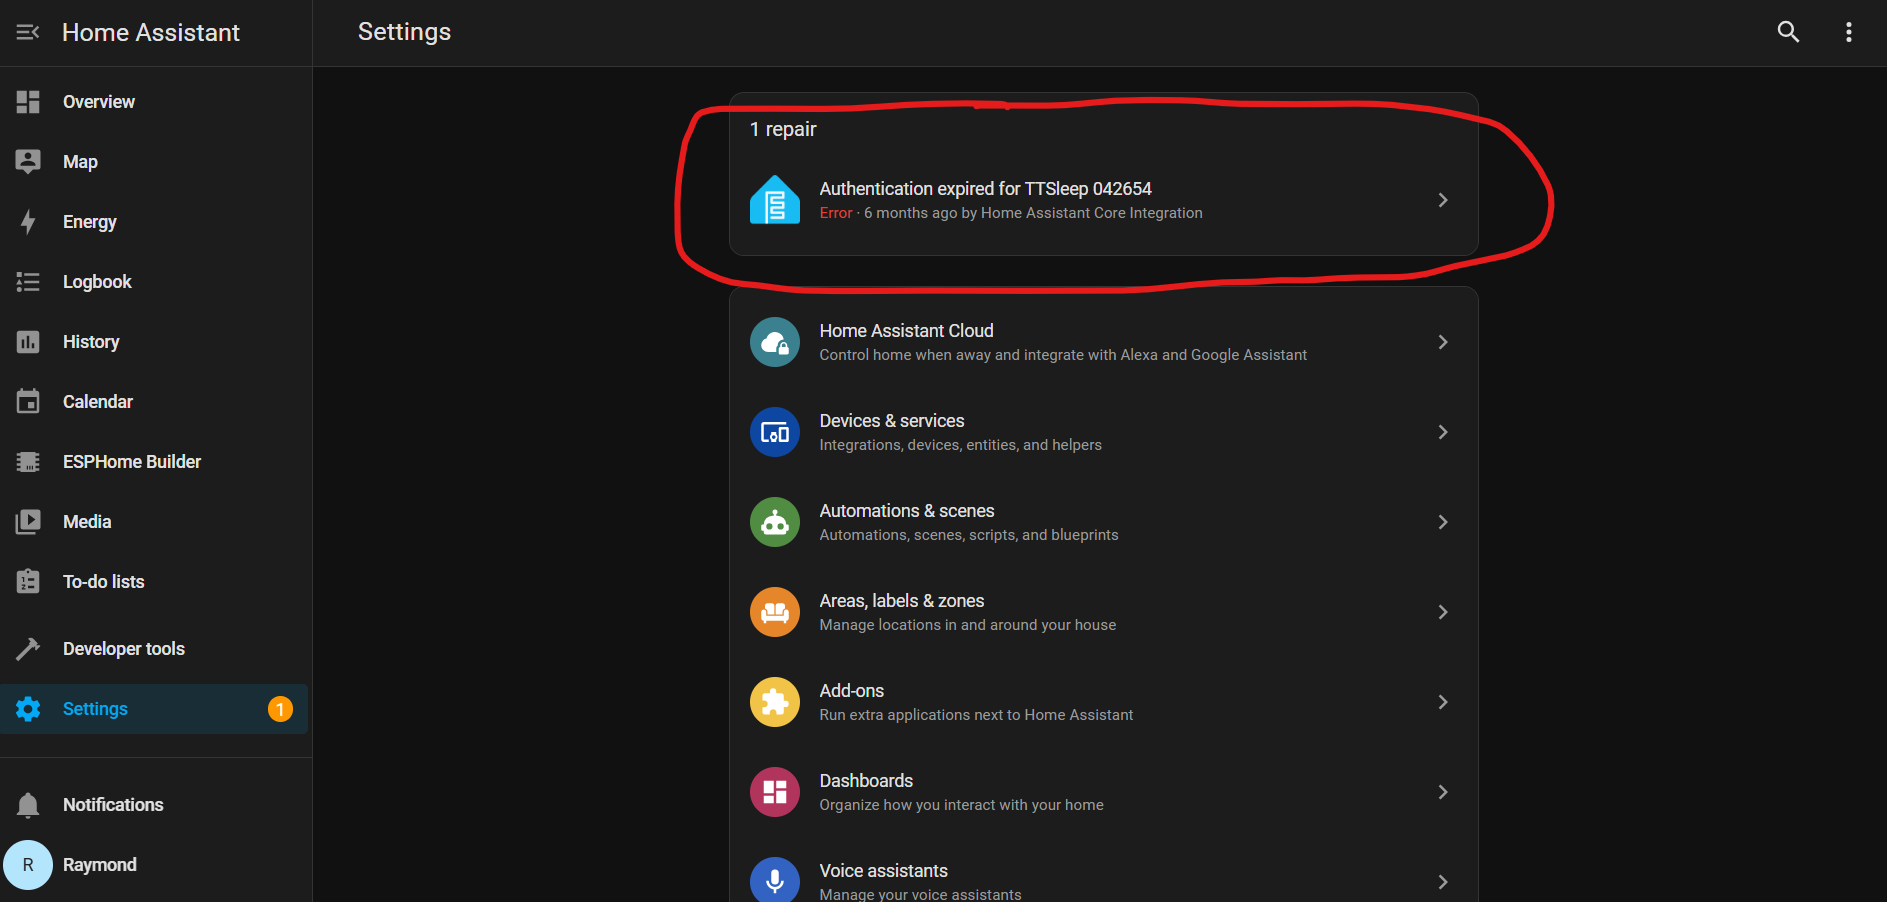 Home Assistant
Settings
Overview
Map
Energy
Logbook
History
Calendar
ESPHome Builder
Media
To-do lists
Developer tools
Settings 1
Notifications
R Raymond
1 repair
Authentication expired for TTSleep 042654
Error · 6 months ago by Home Assistant Core Integration
Home Assistant Cloud
Control home when away and integrate with Alexa and Google Assistant
Devices & services
Integrations, devices, entities, and helpers
Automations & scenes
Automations, scenes, scripts, and blueprints
Areas, labels & zones
Manage locations in and around your house
Add-ons
Run extra applications next to Home Assistant
Dashboards
Organize how you interact with your home
Voice assistants
Manage your voice assistants